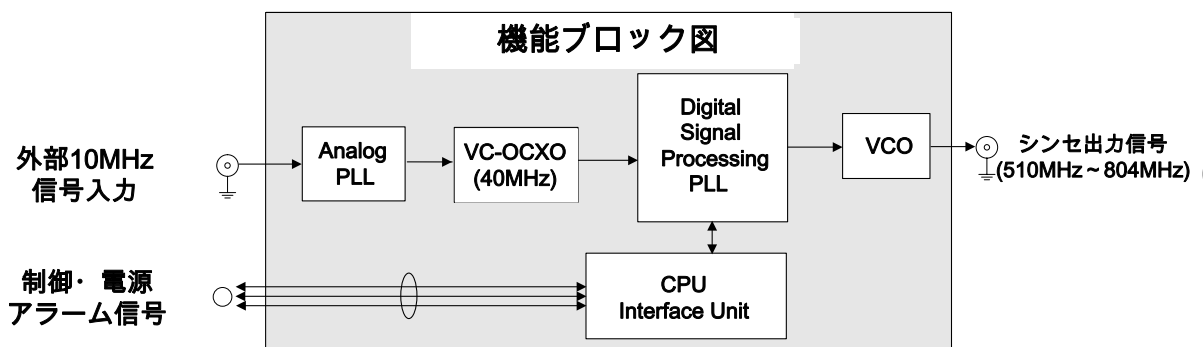 機能ブロック図
外部10MHz
信号入力
Analog
PLL
VC-OCXO
(40MHz)
Digital
Signal
Processing
PLL
VCO
シンセ出力信号
(510MHz～804MHz)
制御・電源
アラーム信号
CPU
Interface Unit